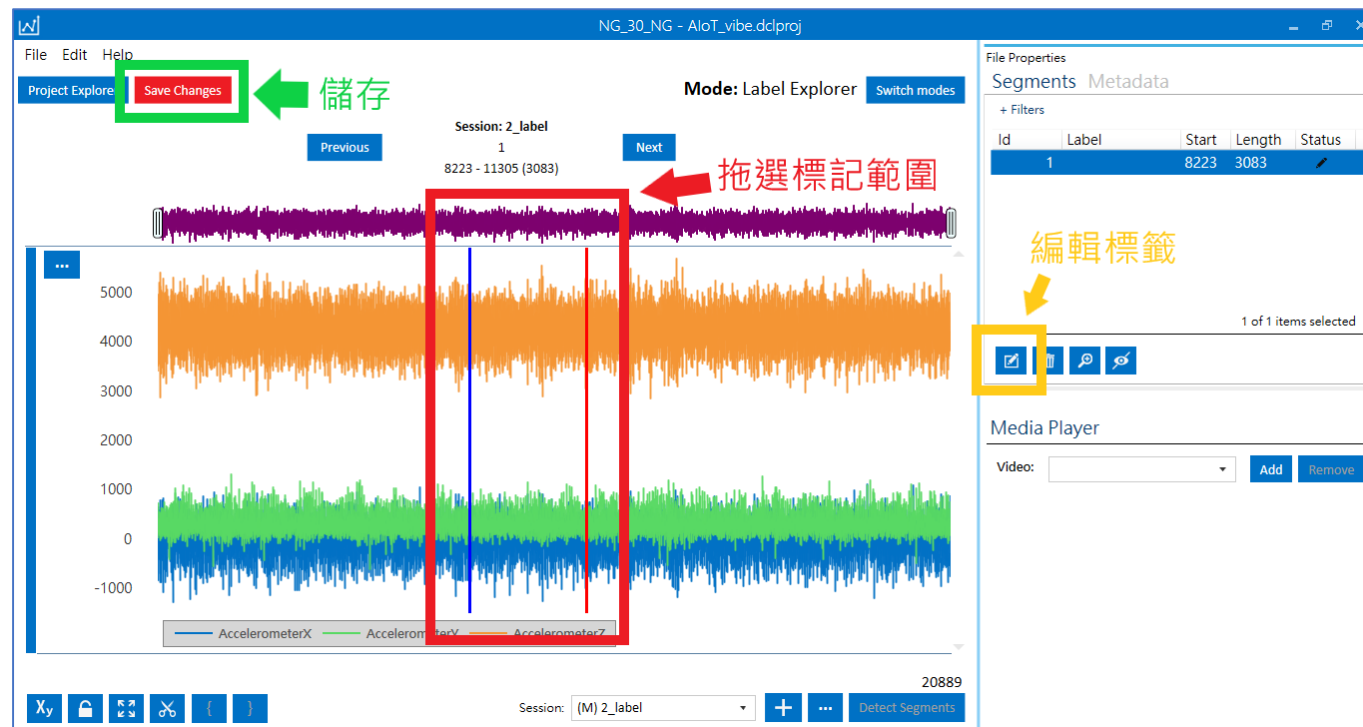 NG_30_NG - AIoT_vibe.dclproj
File Edit Help
Project Explore
Save Changes
儲存
Mode: Label Explorer
Switch modes
Session: 2_label
Previous
1
Next
8223 - 11305 (3083)
拖選標記範圍
...
5000
4000
3000
2000
1000
0
-1000
AccelerometerX
AccelerometerY
AccelerometerZ
20889
Xy
{
}
Session:
(M) 2_label
+
...
Detect Segments
File Properties
Segments Metadata
+ Filters
Id Label Start Length Status
1 8223 3083
編輯標籤
1 of 1 items selected
Media Player
Video:
Add
Remove